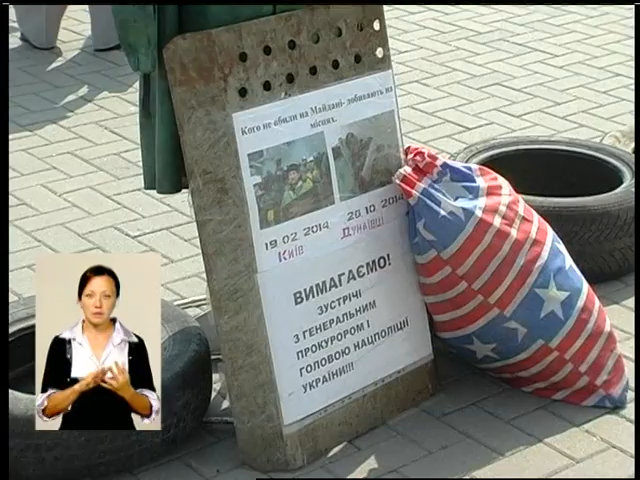 Кого не вбили на Майдані- добивають на
місцях.
19 02. 2014
КИЇВ
20. 10. 2014
ДУНАЇВЦІ
ВИМАГАЄМО!
ЗУСТРІЧІ
З ГЕНЕРАЛЬНИМ
ПРОКУРОРОМ І
ГОЛОВОЮ НАЦПОЛІЦІЇ
УКРАЇНИ!!!